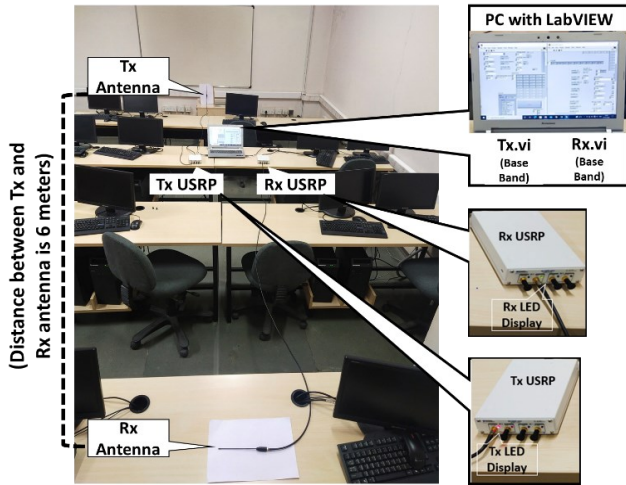 PC with LabVIEW
Tx.vi
(Base
Band)
Rx.vi
(Base
Band)
Tx
Antenna
(Distance between Tx and
Rx antenna is 6 meters)
Tx USRP
Rx USRP
Rx USRP
Rx LED
Display
Tx USRP
Tx LED
Display
Rx
Antenna